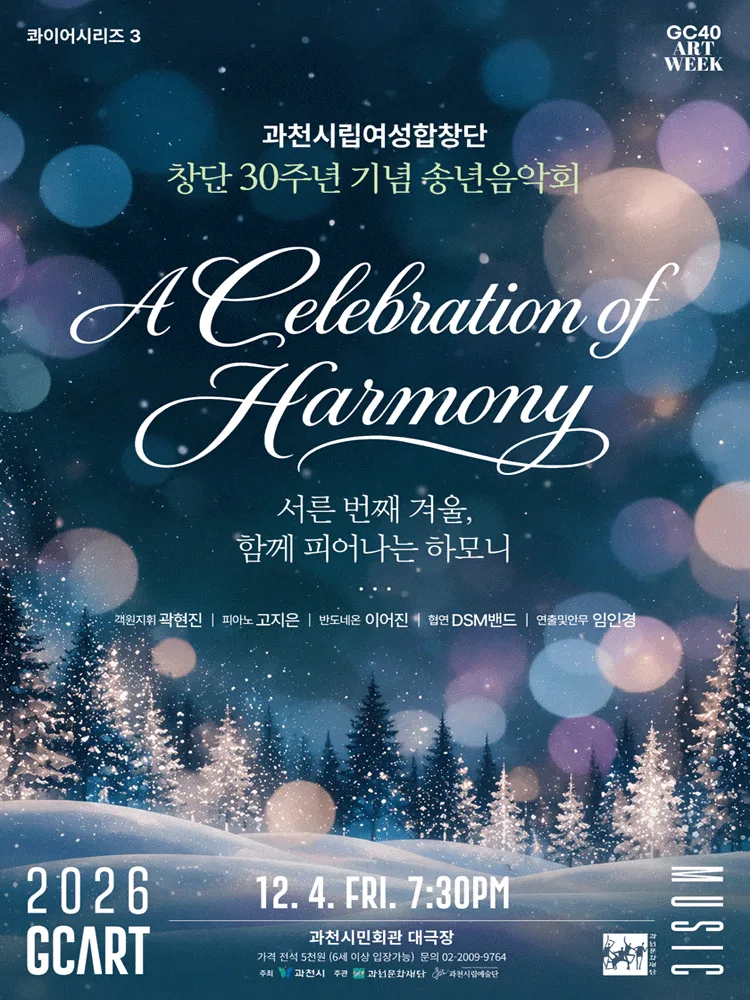 콰이어시리즈 3
GC40
ART
WEEK
과천시립여성합창단
창단 30주년 기념 송년음악회
A Celebration of
Harmony
서른 번째 겨울,
함께 피어나는 하모니
...
객원지휘 곽현진 | 피아노 고지은 | 반도네온 이어진 | 협연 DSM밴드 | 연출및안무 임인경
2026
GCART
12. 4. FRI. 7:30PM
과천시민회관 대극장
가격 전석 5천원 (6세 이상 입장가능) 문의 02-2009-9764
주최 과천시 주관 과천문화재단 과천시립예술단
과천문화재단
MUSIC